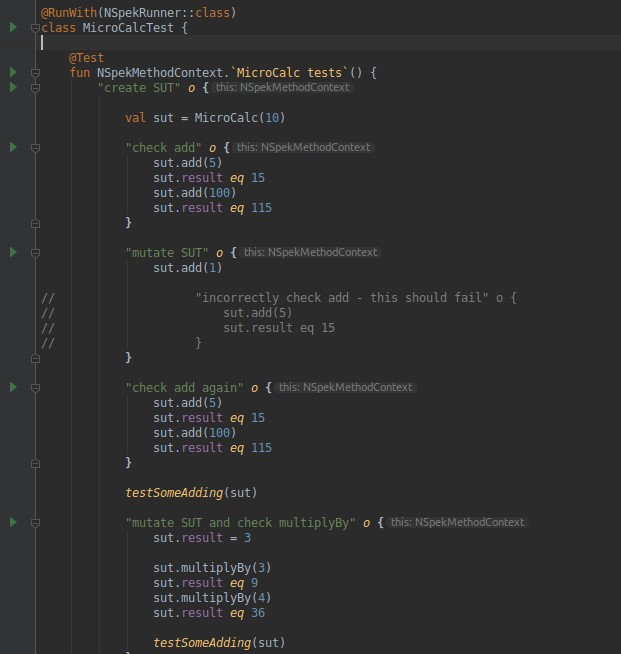 @RunWith(NSpekRunner::class)
class MicroCalcTest {
@Test
fun NSpekMethodContext.`MicroCalc tests`() {
"create SUT" o { this: NSpekMethodContext
val sut = MicroCalc(10)
"check add" o { this: NSpekMethodContext
sut.add(5)
sut.result eq 15
sut.add(100)
sut.result eq 115
}
"mutate SUT" o { this: NSpekMethodContext
sut.add(1)
// "incorrectly check add - this should fail" o {
// sut.add(5)
// sut.result eq 15
// }
}
"check add again" o { this: NSpekMethodContext
sut.add(5)
sut.result eq 15
sut.add(100)
sut.result eq 115
}
testSomeAdding(sut)
"mutate SUT and check multiplyBy" o { this: NSpekMethodContext
sut.result = 3
sut.multiplyBy(3)
sut.result eq 9
sut.multiplyBy(4)
sut.result eq 36
testSomeAdding(sut)